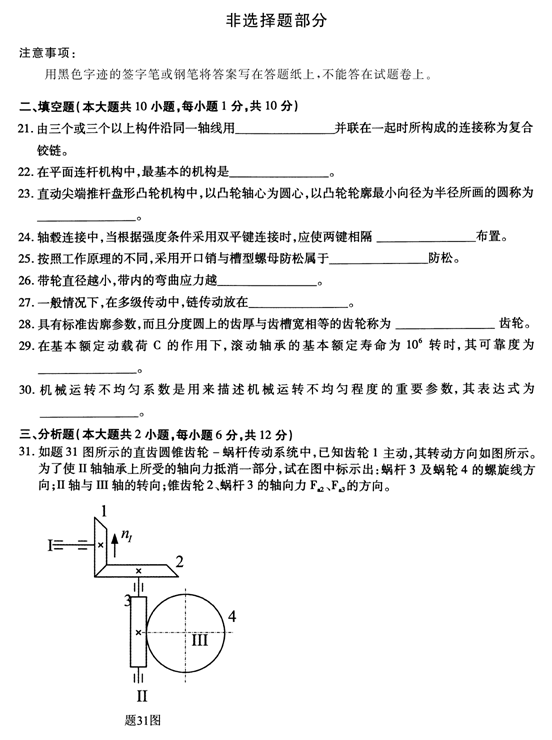 非选择题部分
注意事项:
用黑色字迹的签字笔或钢笔将答案写在答题纸上,不能答在试题卷上。
二、填空题(本大题共10小题,每小题1分,共10分)
21.由三个或三个以上构件沿同一轴线用____________并联在一起时所构成的连接称为复合
铰链。
22.在平面连杆机构中,最基本的机构是____________。
23.直动尖端推杆盘形凸轮机构中,以凸轮轴心为圆心,以凸轮轮廓最小向径为半径所画的圆称为
____________。
24.轴毂连接中,当根据强度条件采用双平键连接时,应使两键相隔 ____________布置。
25.按照工作原理的不同,采用开口销与槽型螺母防松属于____________防松。
26.带轮直径越小,带内的弯曲应力越____________。
27.一般情况下,在多级传动中,链传动放在____________。
28.具有标准齿廓参数,而且分度圆上的齿厚与齿槽宽相等的齿轮称为 ____________ 齿轮。
29.在基本额定动载荷 C 的作用下,滚动轴承的基本额定寿命为 10⁶ 转时,其可靠度为
____________。
30.机械运转不均匀系数是用来描述机械运转不均匀程度的重要参数,其表达式为
____________。
三、分析题(本大题共2小题,每小题6分,共12分)
31.如题31图所示的直齿圆锥齿轮-蜗杆传动系统中,已知齿轮1主动,其转动方向如图所示。
为了使II轴轴承上所受的轴向力抵消一部分,试在图中标示出:蜗杆3及蜗轮4的螺旋线方
向;II轴与III轴的转向;锥齿轮2、蜗杆3的轴向力Fa2、Fa3的方向。
1
I
nI
2
3
4
III
II
题31图